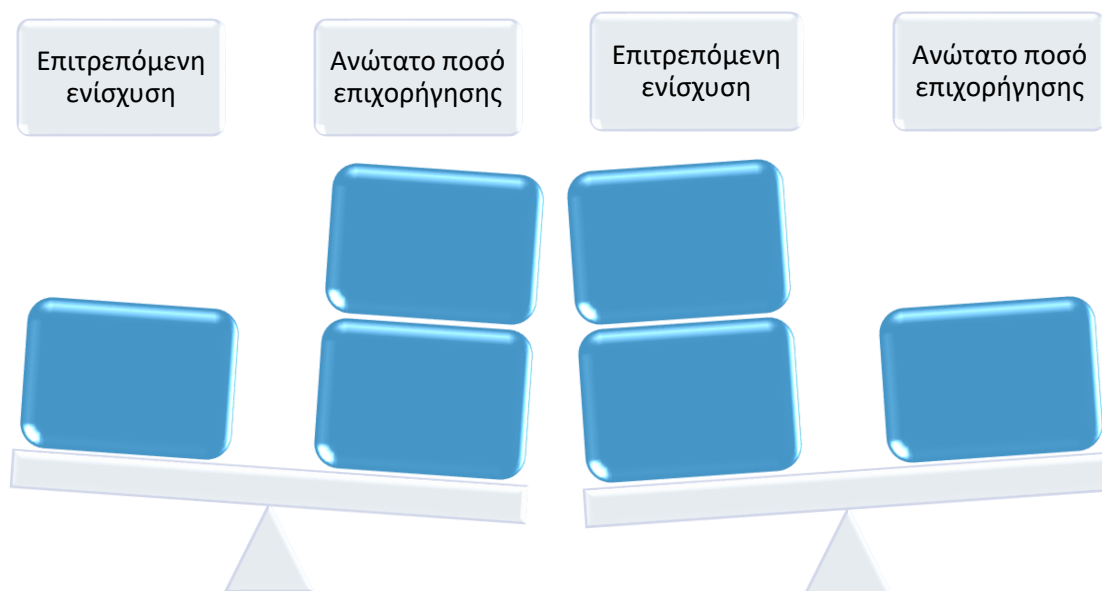 Επιτρεπόμενη
ενίσχυση
Ανώτατο ποσό
επιχορήγησης
Επιτρεπόμενη
ενίσχυση
Ανώτατο ποσό
επιχορήγησης